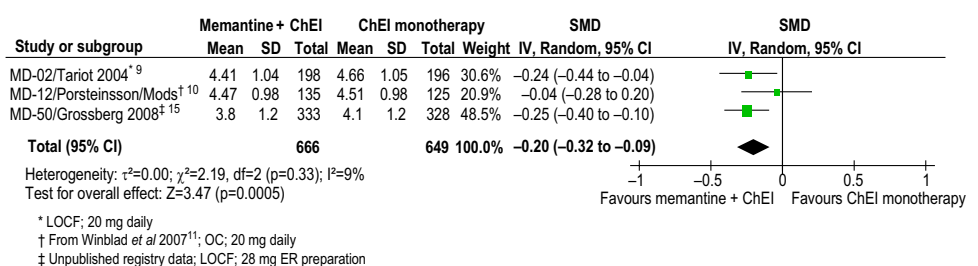 Memantine + ChEI ChEI monotherapy SMD SMD
Study or subgroup Mean SD Total Mean SD Total Weight IV, Random, 95% CI IV, Random, 95% CI
MD-02/Tariot 2004* 9 4.41 1.04 198 4.66 1.05 196 30.6% –0.24 (–0.44 to –0.04)
MD-12/Porsteinsson/Mods† 10 4.47 0.98 135 4.51 0.98 125 20.9% –0.04 (–0.28 to 0.20)
MD-50/Grossberg 2008‡ 15 3.8 1.2 333 4.1 1.2 328 48.5% –0.25 (–0.40 to –0.10)
Total (95% CI) 666 649 100.0% –0.20 (–0.32 to –0.09)
Heterogeneity: τ²=0.00; χ²=2.19, df=2 (p=0.33); I²=9%
Test for overall effect: Z=3.47 (p=0.0005)
–1 –0.5 0 0.5 1
Favours memantine + ChEI Favours ChEI monotherapy
* LOCF; 20 mg daily
† From Winblad et al 2007¹¹; OC; 20 mg daily
‡ Unpublished registry data; LOCF; 28 mg ER preparation